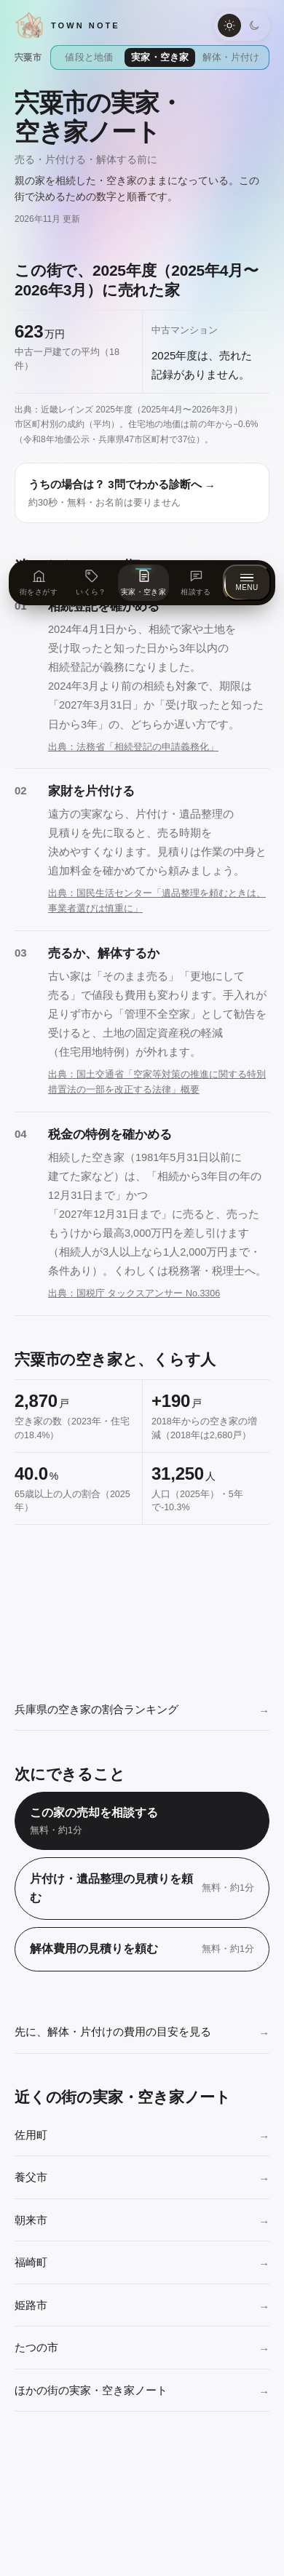 TOWN NOTE
宍粟市
値段と地価
実家・空き家
解体・片付け
宍粟市の実家・
空き家ノート
売る・片付ける・解体する前に
親の家を相続した・空き家のままになっている。この
街で決めるための数字と順番です。
2026年11月 更新
この街で、2025年度（2025年4月〜
2026年3月）に売れた家
623万円
中古一戸建ての平均（18
件）
中古マンション
2025年度は、売れた
記録がありません。
出典：近畿レインズ 2025年度（2025年4月〜2026年3月）
市区町村別の成約（平均）。住宅地の地価は前の年から−0.6%
（令和8年地価公示・兵庫県47市区町村で37位）。
うちの場合は？ 3問でわかる診断へ →
約30秒・無料・お名前は要りません
街をさがす
いくら？
実家・空き家
相談する
MENU
01
相続登記を確かめる
2024年4月1日から、相続で家や土地を
受け取ったと知った日から3年以内の
相続登記が義務になりました。
2024年3月より前の相続も対象で、期限は
「2027年3月31日」か「受け取ったと知った
日から3年」の、どちらか遅い方です。
出典：法務省「相続登記の申請義務化」
02
家財を片付ける
遠方の実家なら、片付け・遺品整理の
見積りを先に取ると、売る時期を
決めやすくなります。見積りは作業の中身と
追加料金を確かめてから頼みましょう。
出典：国民生活センター「遺品整理を頼むときは、
事業者選びは慎重に」
03
売るか、解体するか
古い家は「そのまま売る」「更地にして
売る」で値段も費用も変わります。手入れが
足りず市から「管理不全空家」として勧告を
受けると、土地の固定資産税の軽減
（住宅用地特例）が外れます。
出典：国土交通省「空家等対策の推進に関する特別
措置法の一部を改正する法律」概要
04
税金の特例を確かめる
相続した空き家（1981年5月31日以前に
建てた家など）は、「相続から3年目の年の
12月31日まで」かつ
「2027年12月31日まで」に売ると、売った
もうけから最高3,000万円を差し引けます
（相続人が3人以上なら1人2,000万円まで・
条件あり）。くわしくは税務署・税理士へ。
出典：国税庁 タックスアンサー No.3306
宍粟市の空き家と、くらす人
2,870戸
空き家の数（2023年・住宅
の18.4%）
+190戸
2018年からの空き家の増
減（2018年は2,680戸）
40.0%
65歳以上の人の割合（2025
年）
31,250人
人口（2025年）・5年
で-10.3%
兵庫県の空き家の割合ランキング →
次にできること
この家の売却を相談する
無料・約1分
片付け・遺品整理の見積りを頼
む
無料・約1分
解体費用の見積りを頼む 無料・約1分
先に、解体・片付けの費用の目安を見る →
近くの街の実家・空き家ノート
佐用町 →
養父市 →
朝来市 →
福崎町 →
姫路市 →
たつの市 →
ほかの街の実家・空き家ノート →